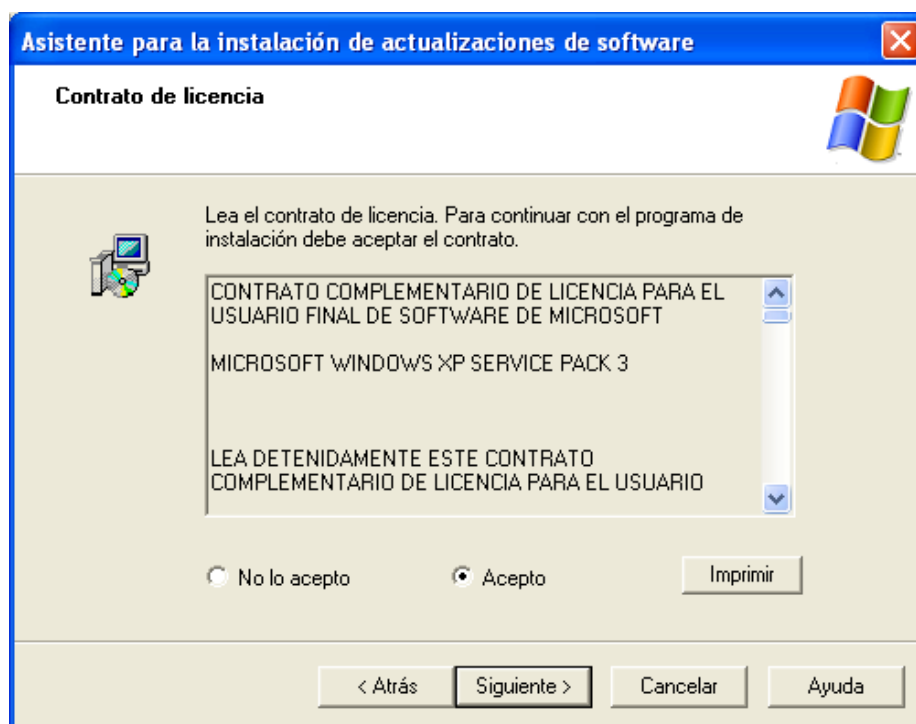 Asistente para la instalación de actualizaciones de software
Contrato de licencia
Lea el contrato de licencia. Para continuar con el programa de
instalación debe aceptar el contrato.
CONTRATO COMPLEMENTARIO DE LICENCIA PARA EL
USUARIO FINAL DE SOFTWARE DE MICROSOFT
MICROSOFT WINDOWS XP SERVICE PACK 3
LEA DETENIDAMENTE ESTE CONTRATO
COMPLEMENTARIO DE LICENCIA PARA EL USUARIO
No lo acepto
Acepto
Imprimir
< Atrás
Siguiente >
Cancelar
Ayuda